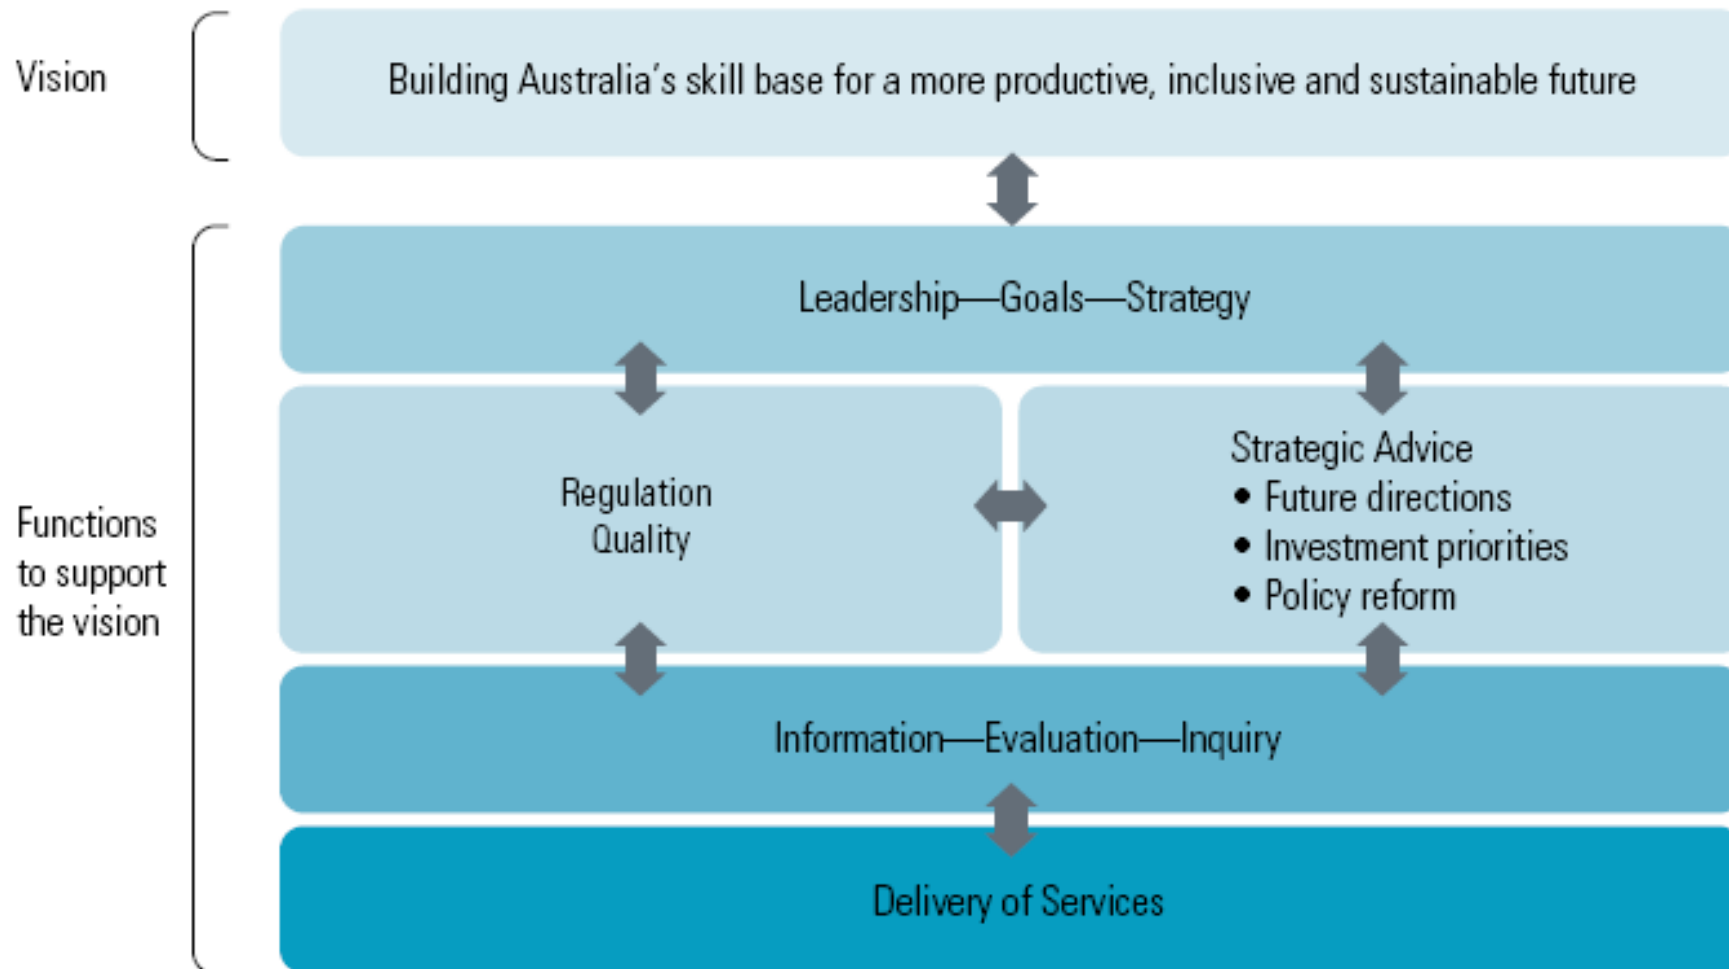 Vision
Building Australia's skill base for a more productive, inclusive and sustainable future
Leadership—Goals—Strategy
Functions
to support
the vision
Regulation
Quality
Strategic Advice
• Future directions
• Investment priorities
• Policy reform
Information—Evaluation—Inquiry
Delivery of Services